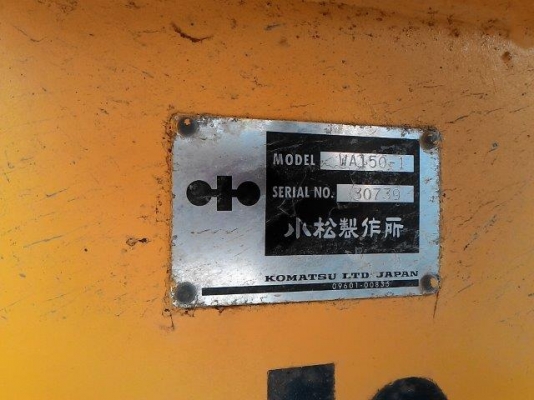 MODEL WA150-1
SERIAL NO. 30739
小松製作所
KOMATSU LTD JAPAN
09601-00835